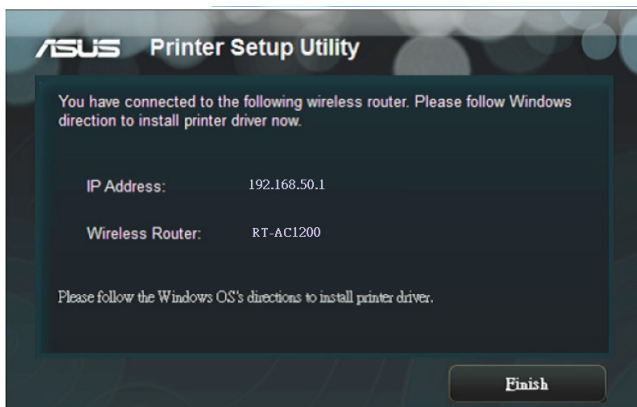 ASUS Printer Setup Utility
You have connected to the following wireless router. Please follow Windows
direction to install printer driver now.
IP Address: 192.168.50.1
Wireless Router: RT-AC1200
Please follow the Windows OS's directions to install printer driver.
Finish